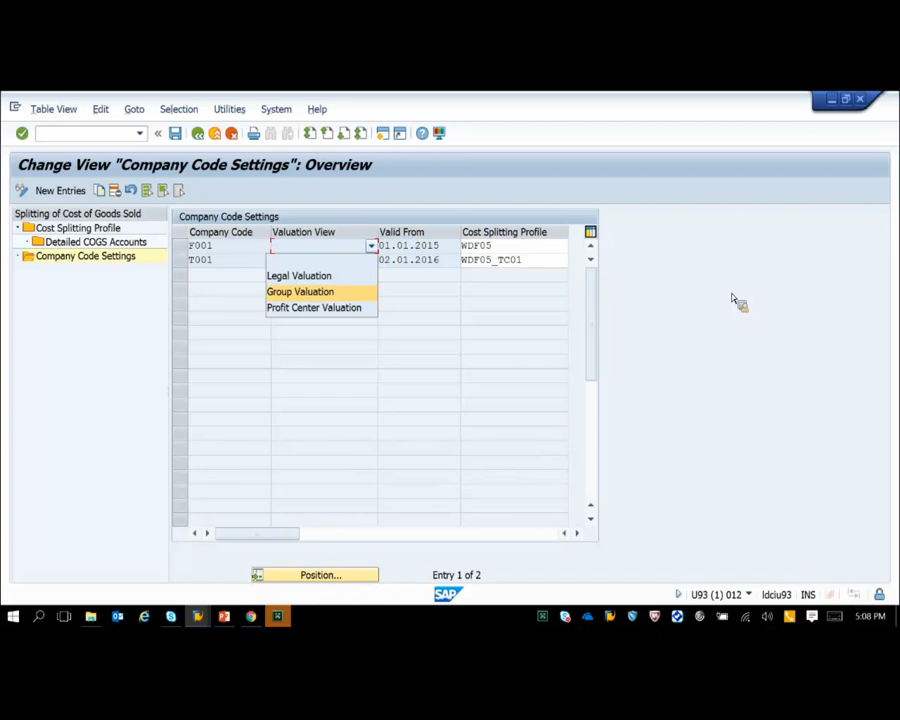 Table View Edit Goto Selection Utilities System Help
Change View "Company Code Settings": Overview
New Entries
Splitting of Cost of Goods Sold
Cost Splitting Profile
Detailed COGS Accounts
Company Code Settings
Company Code Settings
Company Code Valuation View Valid From Cost Splitting Profile
F001 01.01.2015 WDF05
T001 02.01.2016 WDF05_TC01
Legal Valuation
Group Valuation
Profit Center Valuation
Position... Entry 1 of 2
SAP U93 (1) 012 ldciu93 INS
5:08 PM